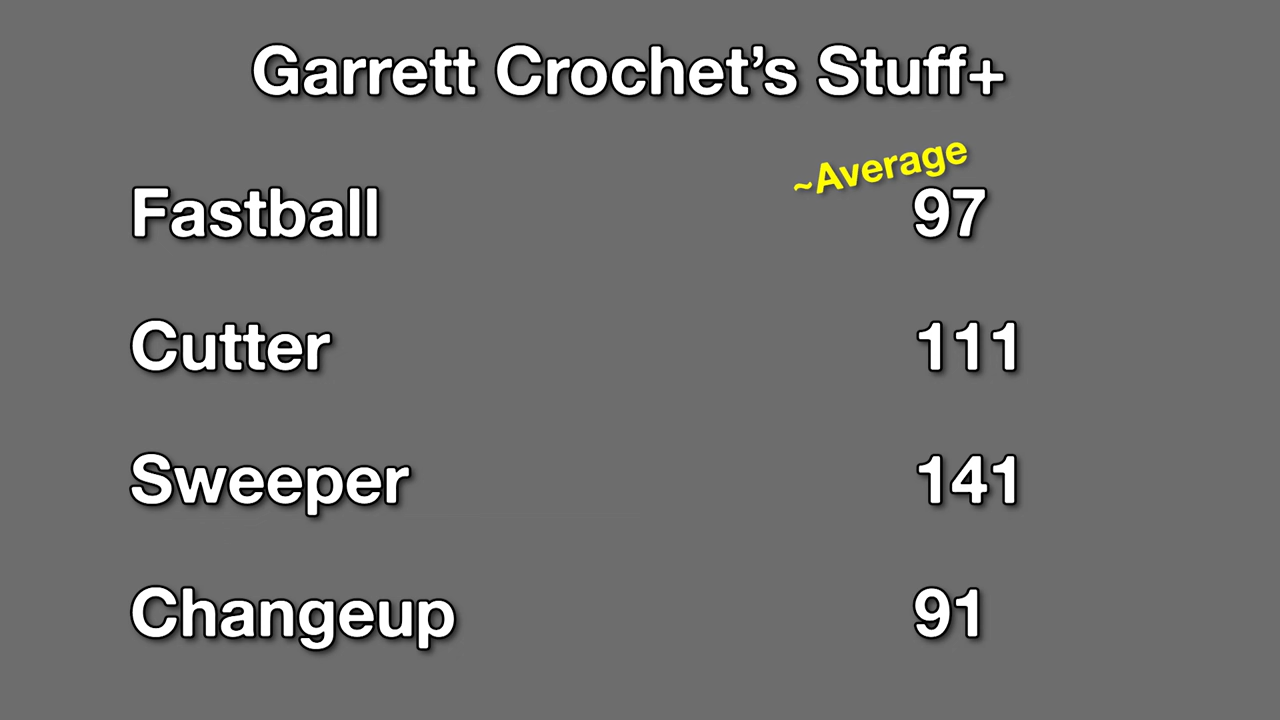 Garrett Crochet’s Stuff+
~Average
Fastball 97
Cutter 111
Sweeper 141
Changeup 91